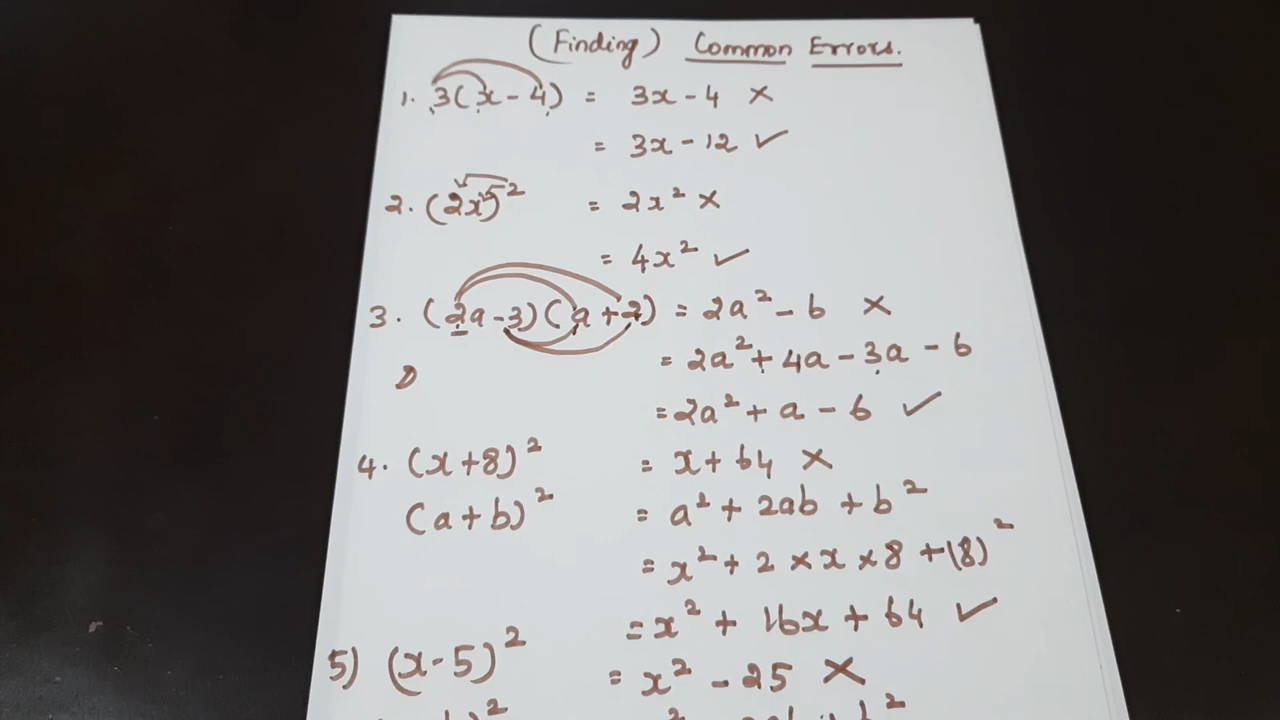 (Finding) Common Errors.
1. 3(x - 4) = 3x - 4 ×
= 3x - 12 ✓
2. (2x)² = 2x² ×
= 4x² ✓
3. (2a - 3)(a + 2) = 2a² - 6 ×
= 2a² + 4a - 3a - 6
= 2a² + a - 6 ✓
4. (x + 8)² = x + 64 ×
(a + b)² = a² + 2ab + b²
= x² + 2 × x × 8 + (8)²
= x² + 16x + 64 ✓
5) (x - 5)² = x² - 25 ×